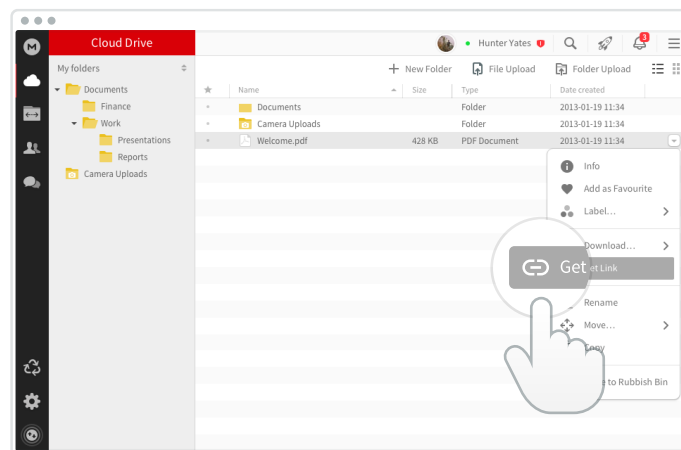 M
Cloud Drive
Hunter Yates
3
My folders
New Folder
File Upload
Folder Upload
Documents
Finance
Work
Presentations
Reports
Camera Uploads
Name
Size
Type
Date created
Documents
Folder
2013-01-19 11:34
Camera Uploads
Folder
2013-01-19 11:34
Welcome.pdf
428 KB
PDF Document
2013-01-19 11:34
Info
Add as Favourite
Label...
Download...
Get
Link
Rename
Move...
Copy
to Rubbish Bin